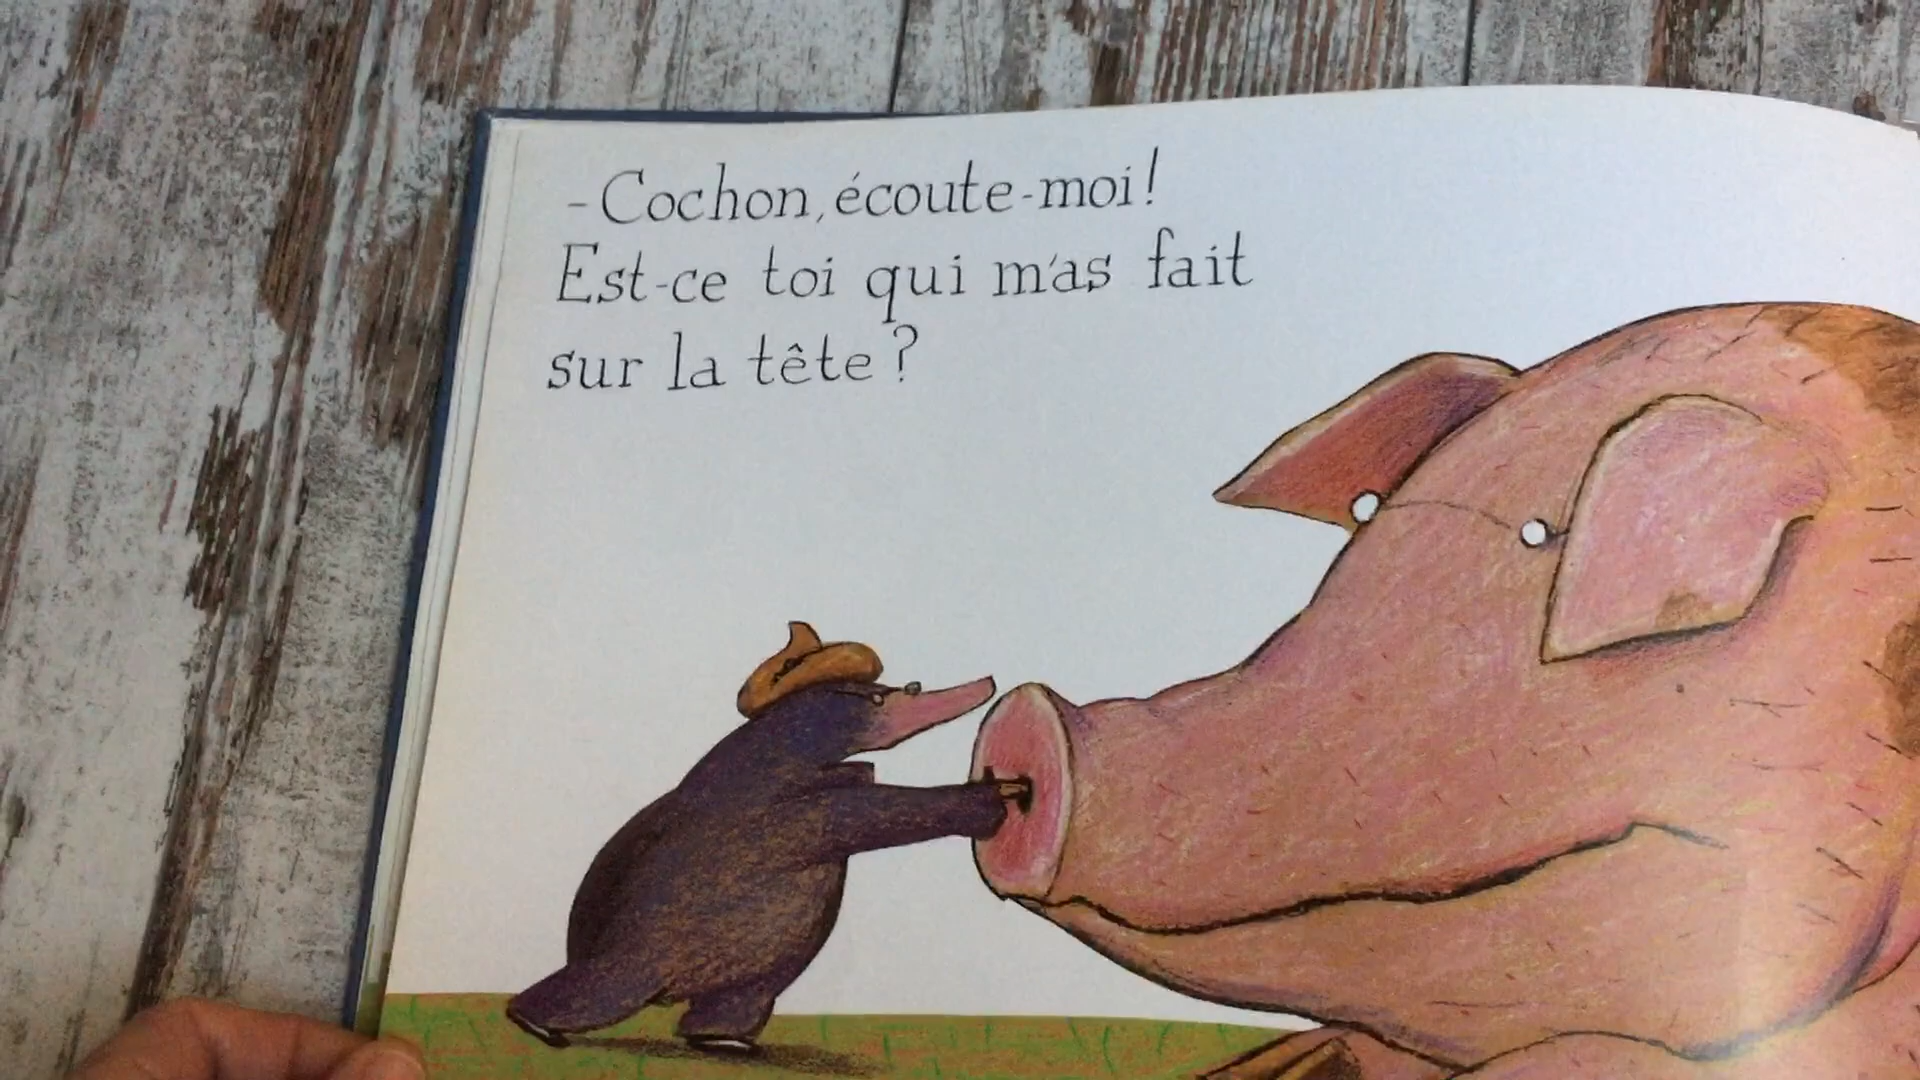 -Cochon, écoute-moi!
Est-ce toi qui m'as fait
sur la tête?